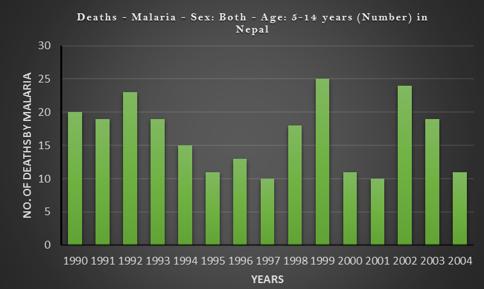 Deaths - Malaria - Sex: Both - Age: 5-14 years (Number) in
Nepal
30
25
20
15
10
5
0
NO. OF DEATHS BY MALARIA
1990 1991 1992 1993 1994 1995 1996 1997 1998 1999 2000 2001 2002 2003 2004
YEARS